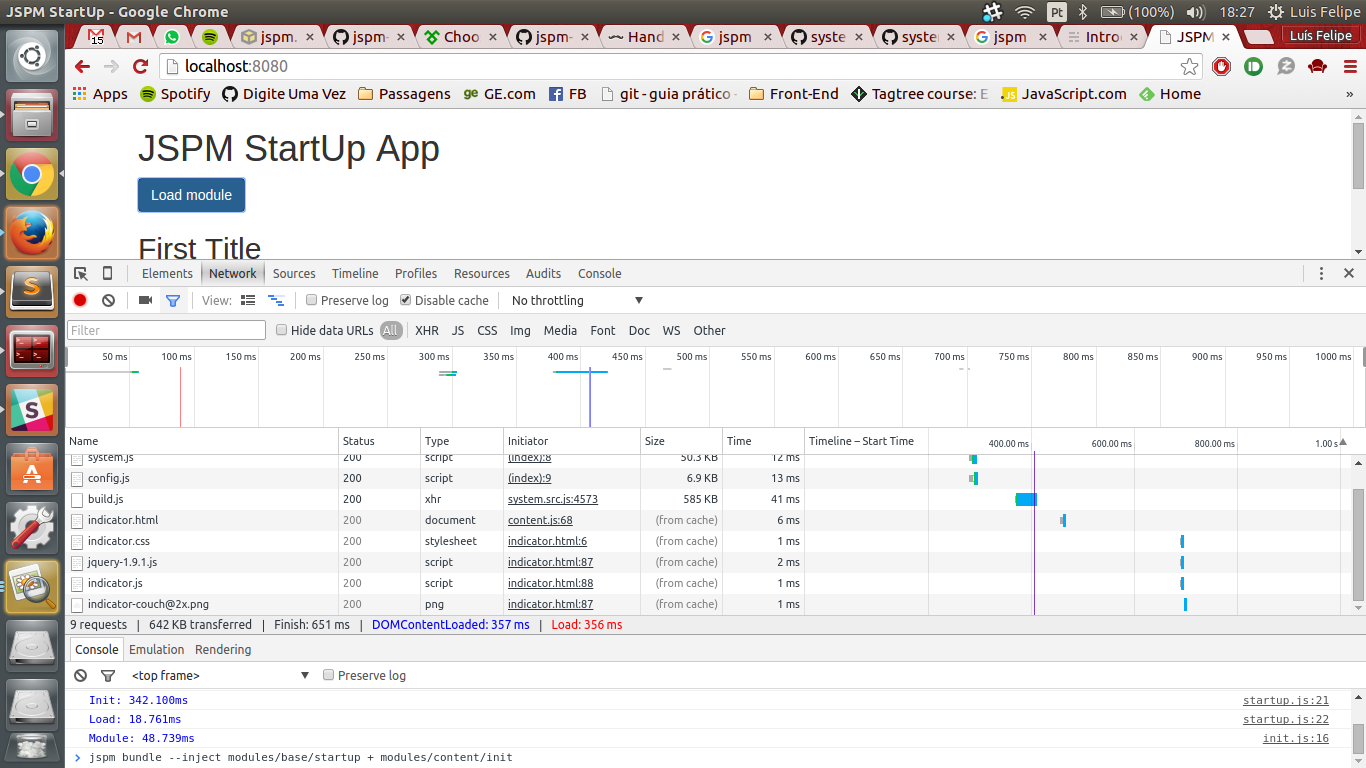 JSPM StartUp - Google Chrome
Pt
(100%)
18:27
Luis Felipe
15
jspm.
jspm-
Choo
jspm-
Hand
jspm
syste
syste
jspm
Intro
JSPM
Luís Felipe
localhost:8080
Apps
Spotify
Digite Uma Vez
Passagens
ge GE.com
FB
git - guia prático -
Front-End
Tagtree course: E
JS JavaScript.com
Home
»
JSPM StartUp App
Load module
First Title
Elements Network Sources Timeline Profiles Resources Audits Console
View: Preserve log Disable cache No throttling
Filter Hide data URLs All XHR JS CSS Img Media Font Doc WS Other
50 ms 100 ms 150 ms 200 ms 250 ms 300 ms 350 ms 400 ms 450 ms 500 ms 550 ms 600 ms 650 ms 700 ms 750 ms 800 ms 850 ms 900 ms 950 ms 1000 ms
Name Status Type Initiator Size Time Timeline – Start Time 400.00 ms 600.00 ms 800.00 ms 1.00 s
system.js 200 script (index):8 50.3 KB 12 ms
config.js 200 script (index):9 6.9 KB 13 ms
build.js 200 xhr system.src.js:4573 585 KB 41 ms
indicator.html 200 document content.js:68 (from cache) 6 ms
indicator.css 200 stylesheet indicator.html:6 (from cache) 1 ms
jquery-1.9.1.js 200 script indicator.html:87 (from cache) 2 ms
indicator.js 200 script indicator.html:88 (from cache) 1 ms
indicator-couch@2x.png 200 png indicator.html:87 (from cache) 1 ms
9 requests | 642 KB transferred | Finish: 651 ms | DOMContentLoaded: 357 ms | Load: 356 ms
Console Emulation Rendering
<top frame> Preserve log
Init: 342.100ms startup.js:21
Load: 18.761ms startup.js:22
Module: 48.739ms init.js:16
jspm bundle --inject modules/base/startup + modules/content/init